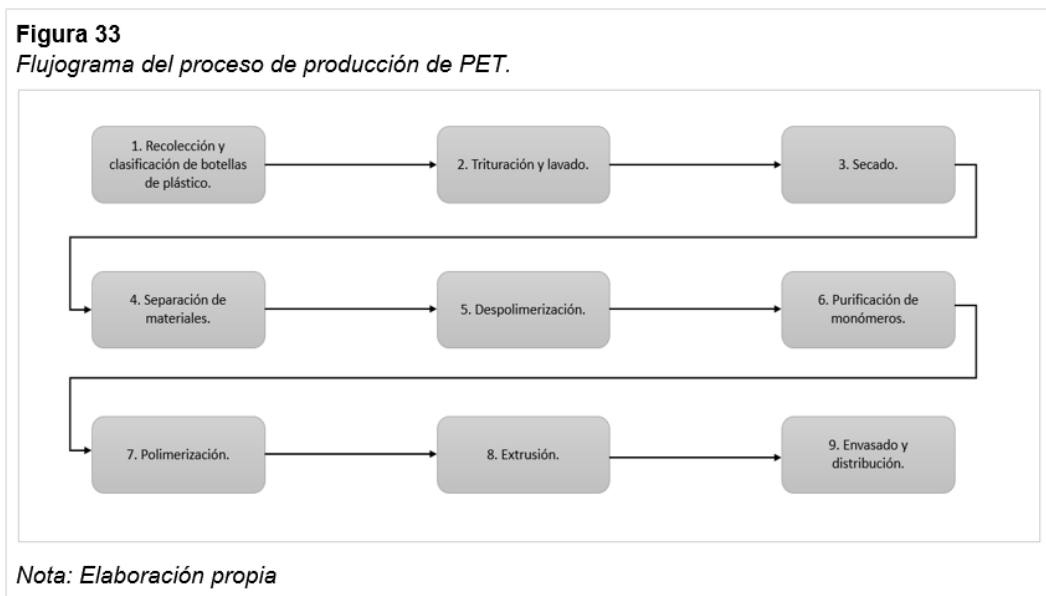 Figura 33
Flujograma del proceso de producción de PET.
1. Recolección y
clasificación de botellas
de plástico.
2. Trituración y lavado.
3. Secado.
4. Separación de
materiales.
5. Despolimerización.
6. Purificación de
monómeros.
7. Polimerización.
8. Extrusión.
9. Envasado y
distribución.
Nota: Elaboración propia